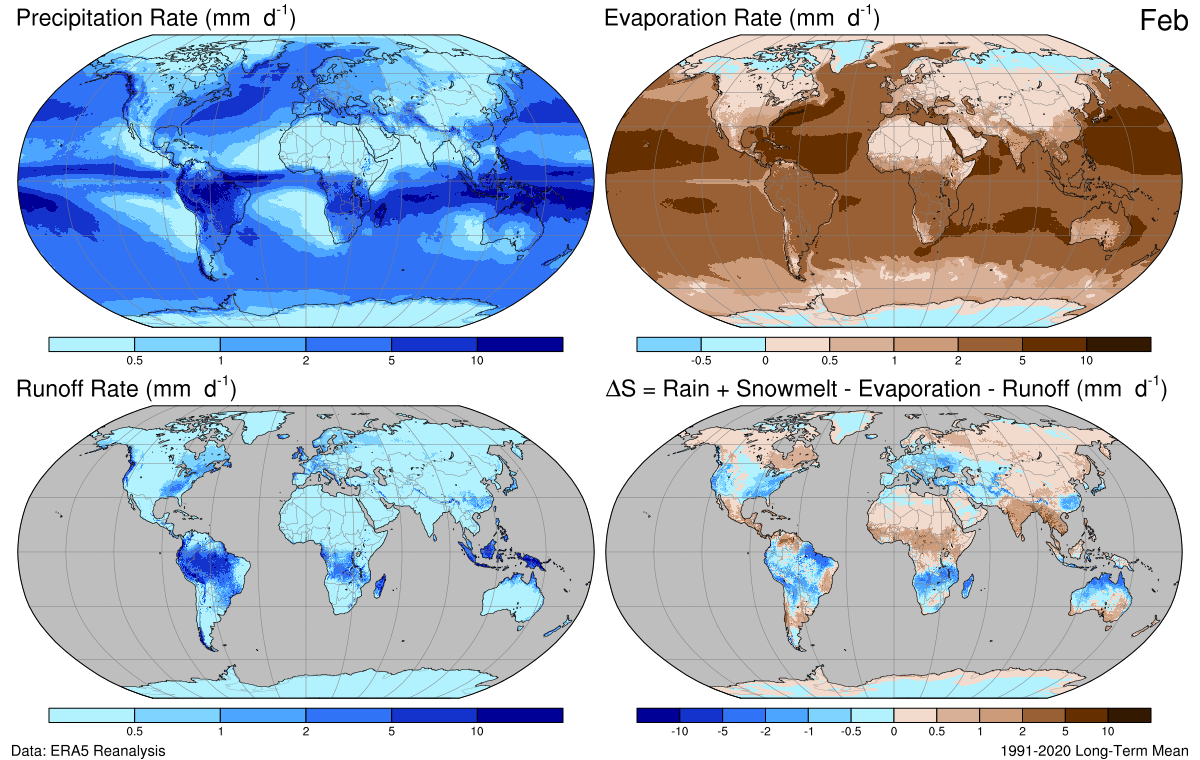 Precipitation Rate (mm d⁻¹)
Evaporation Rate (mm d⁻¹)
Feb
0.5 1 2 5 10
-0.5 0 0.5 1 2 5 10
Runoff Rate (mm d⁻¹)
ΔS = Rain + Snowmelt - Evaporation - Runoff (mm d⁻¹)
0.5 1 2 5 10
-10 -5 -2 -1 -0.5 0 0.5 1 2 5 10
Data: ERA5 Reanalysis
1991-2020 Long-Term Mean